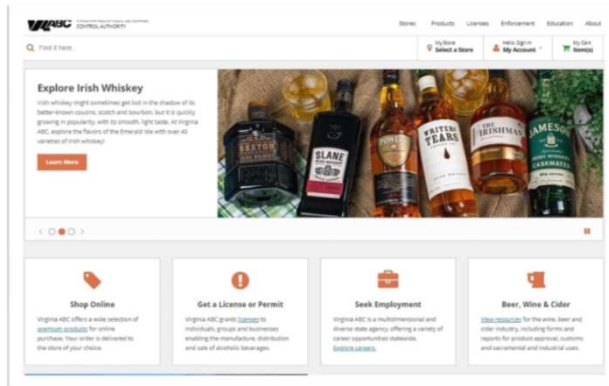 ABC
CONTROL AUTHORITY
Stores Products Licenses Enforcement Education About
Find it here.
My Store
Select a Store
Hello, Sign In
My Account
My Cart
Item(s)
Explore Irish Whiskey
Irish whiskey might sometimes get lost in the shadow of its
better-known cousins, scotch and bourbon, but it is quickly
growing in popularity, with its smooth, light taste. At Virginia
ABC, explore the flavors of the Emerald Isle with over 40
varieties of Irish whiskey!
Learn More
SEXTON
SLANE
POWERS
WRITERS'
TEARS
THE
IRISHMAN
JAMESON
IRISH WHISKEY
CASKMATES
Shop Online
Virginia ABC offers a wide selection of
premium products for online
purchase. Your order is delivered to
the store of your choice.
Get a License or Permit
Virginia ABC grants licenses to
individuals, groups and businesses
enabling the manufacture, distribution
and sale of alcoholic beverages.
Seek Employment
Virginia ABC is a multidimensional and
diverse state agency, offering a variety of
career opportunities statewide.
Explore careers.
Beer, Wine & Cider
View resources for the wine, beer and
cider industry, including forms and
reports for product approval, customs
and sacramental and industrial uses.